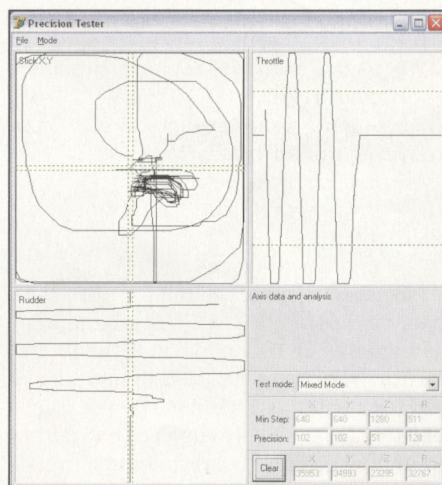 Precision Tester
File Mode
Stick X,Y
Throttle
Rudder
Axis data and analysis
Test mode: Mixed Mode
X Y Z R
Min Step: 640 640 1280 511
Precision: 102 102 51 128
X Y Z R
Clear 35953 34993 23295 32767